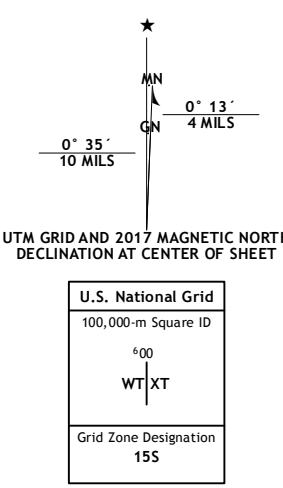 ★
MN
0° 13´
4 MILS
GN
0° 35´
10 MILS
UTM GRID AND 2017 MAGNETIC NORT
DECLINATION AT CENTER OF SHEET
U.S. National Grid
100,000-m Square ID
⁶00
WT XT
Grid Zone Designation
15S